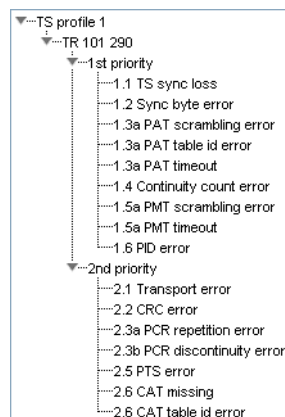 TS profile 1
TR 101 290
1st priority
1.1 TS sync loss
1.2 Sync byte error
1.3a PAT scrambling error
1.3a PAT table id error
1.3a PAT timeout
1.4 Continuity count error
1.5a PMT scrambling error
1.5a PMT timeout
1.6 PID error
2nd priority
2.1 Transport error
2.2 CRC error
2.3a PCR repetition error
2.3b PCR discontinuity error
2.5 PTS error
2.6 CAT missing
2.6 CAT table id error